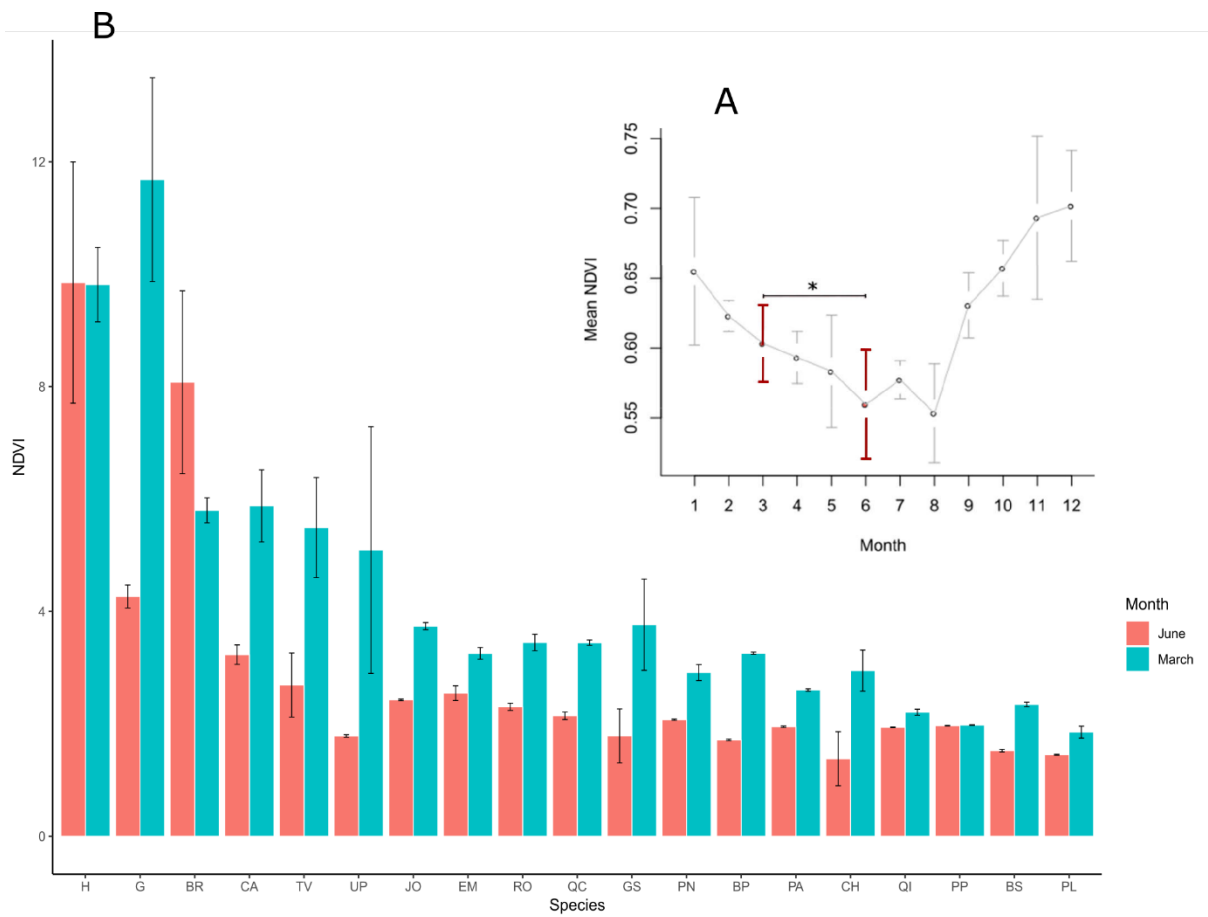 B
A
NDVI
12
8
4
0
H G BR CA TV UP JO EM RO QC GS PN BP PA CH QI PP BS PL
Species
Mean NDVI
0.75
0.70
0.65
0.60
0.55
*
1 2 3 4 5 6 7 8 9 10 11 12
Month
Month
June
March